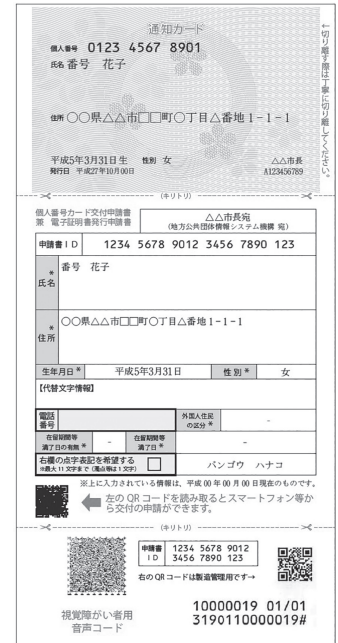 通知カード
個人番号 0123 4567 8901
氏名 番号 花子
住所 ○○県△△市□□町○丁目△番地1-1-1
平成5年3月31日生 性別 女
発行日 平成27年10月00日
△△市長
A123456789
←切り離す際は丁寧に切り離してください。
(キリトリ)
個人番号カード交付申請書
兼 電子証明書発行申請書
△△市長宛
(地方公共団体情報システム機構 宛)
申請書ID 1234 5678 9012 3456 7890 123
*
氏名
番号 花子
*
住所
○○県△△市□□町○丁目△番地1-1-1
生年月日* 平成5年3月31日 性別* 女
【代替文字情報】
電話
番号
外国人住民
の区分*
-
在留期間等
満了日の有無*
-
在留期間等
満了日*
-
右欄の点字表記を希望する
※最大11文字まで(濁点等は1文字)
バンゴウ ハナコ
※上に入力されている情報は、平成00年00月00日現在のものです。
左のQRコードを読み取るとスマートフォン等か
ら交付の申請ができます。
(キリトリ)
申請書
ID
1234 5678 9012
3456 7890 123
右のQRコードは製造管理用です→
視覚障がい者用
音声コード
10000019 01/01
3190110000019#